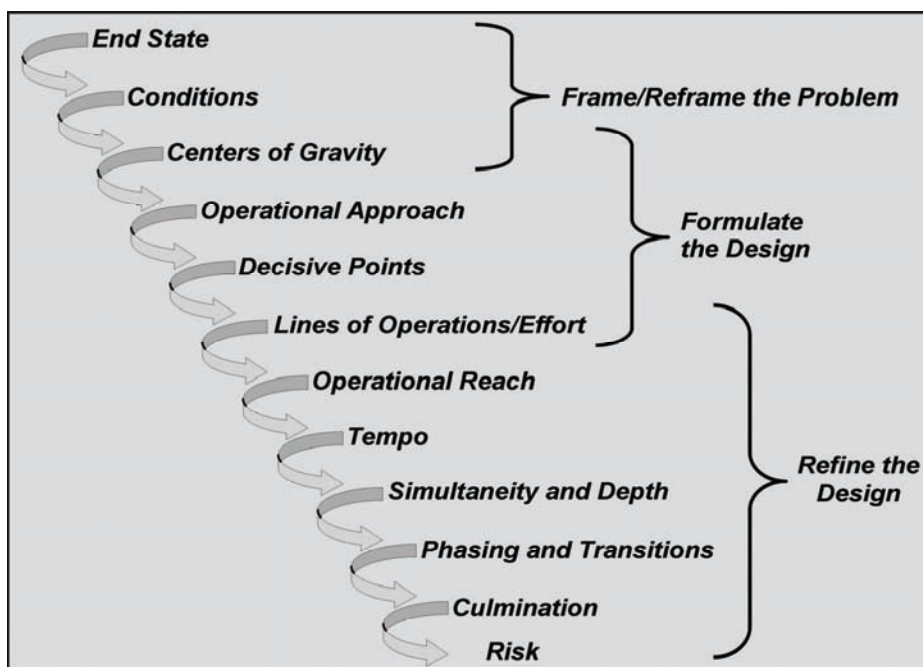 End State
Conditions
Centers of Gravity
Operational Approach
Decisive Points
Lines of Operations/Effort
Operational Reach
Tempo
Simultaneity and Depth
Phasing and Transitions
Culmination
Risk
Frame/Reframe the Problem
Formulate
the Design
Refine the
Design